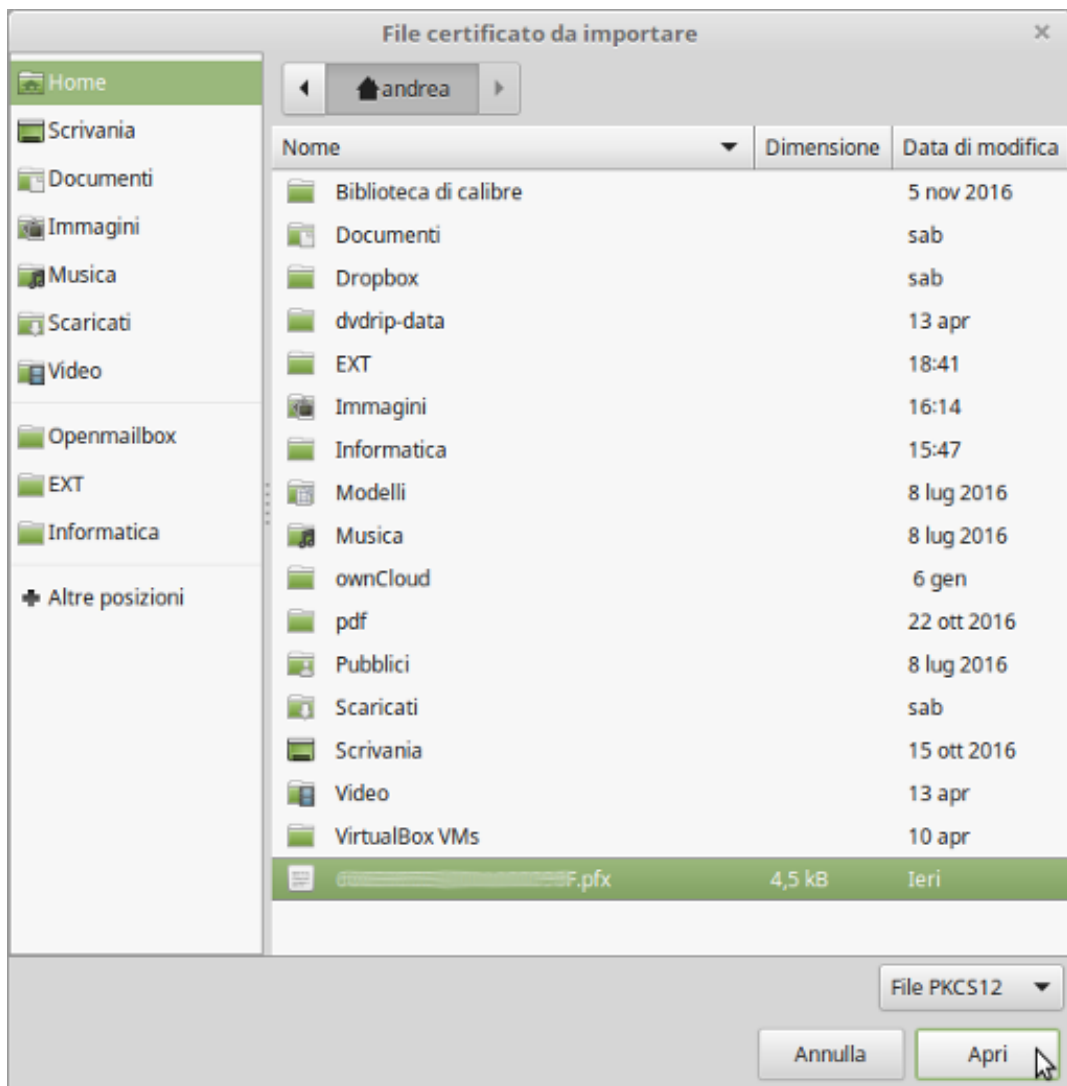 File certificato da importare
Home
Scrivania
Documenti
Immagini
Musica
Scaricati
Video
Openmailbox
EXT
Informatica
Altre posizioni
andrea
Nome Dimensione Data di modifica
Biblioteca di calibre 5 nov 2016
Documenti sab
Dropbox sab
dvdrip-data 13 apr
EXT 18:41
Immagini 16:14
Informatica 15:47
Modelli 8 lug 2016
Musica 8 lug 2016
ownCloud 6 gen
pdf 22 ott 2016
Pubblici 8 lug 2016
Scaricati sab
Scrivania 15 ott 2016
Video 13 apr
VirtualBox VMs 10 apr
F.pfx 4,5 kB Ieri
File PKCS12
Annulla Apri